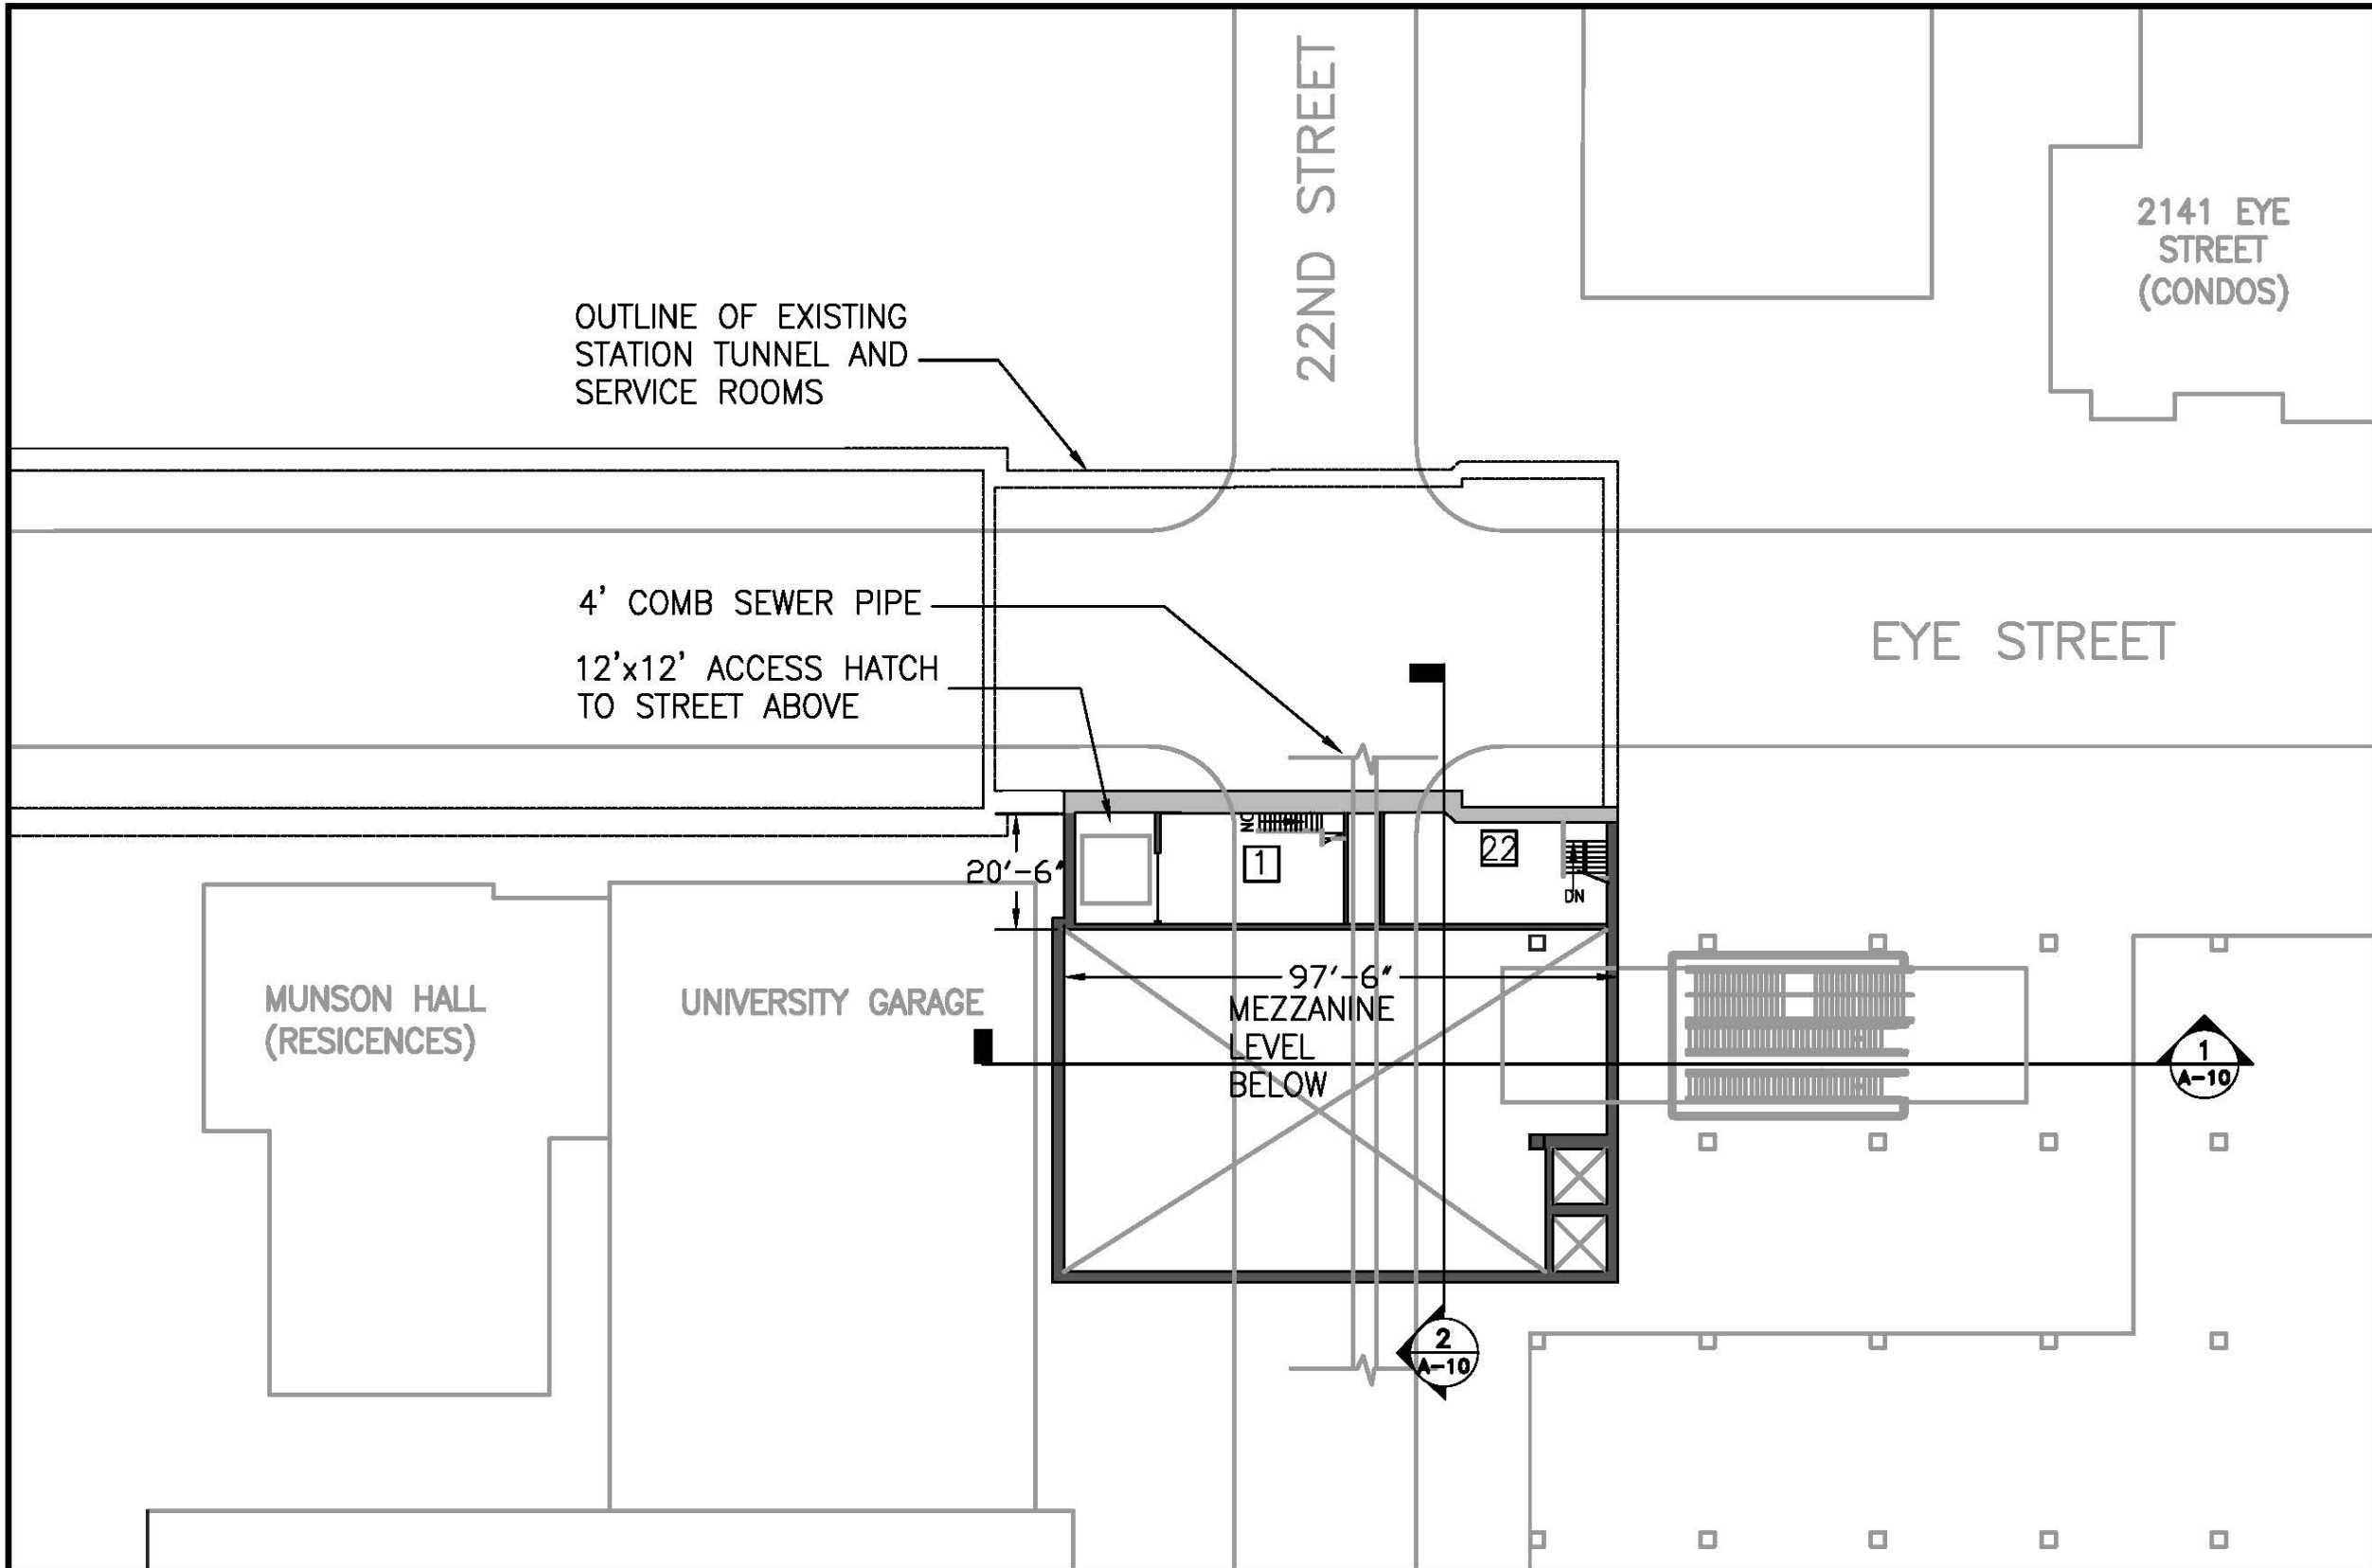 22ND STREET
2141 EYE
STREET
(CONDOS)
OUTLINE OF EXISTING
STATION TUNNEL AND
SERVICE ROOMS
4' COMB SEWER PIPE
EYE STREET
12'x12' ACCESS HATCH
TO STREET ABOVE
DN
1
22
20'-6"
DN
97'-6"
MEZZANINE
LEVEL
BELOW
MUNSON HALL
(RESICENCES)
UNIVERSITY GARAGE
1
A-10
2
A-10